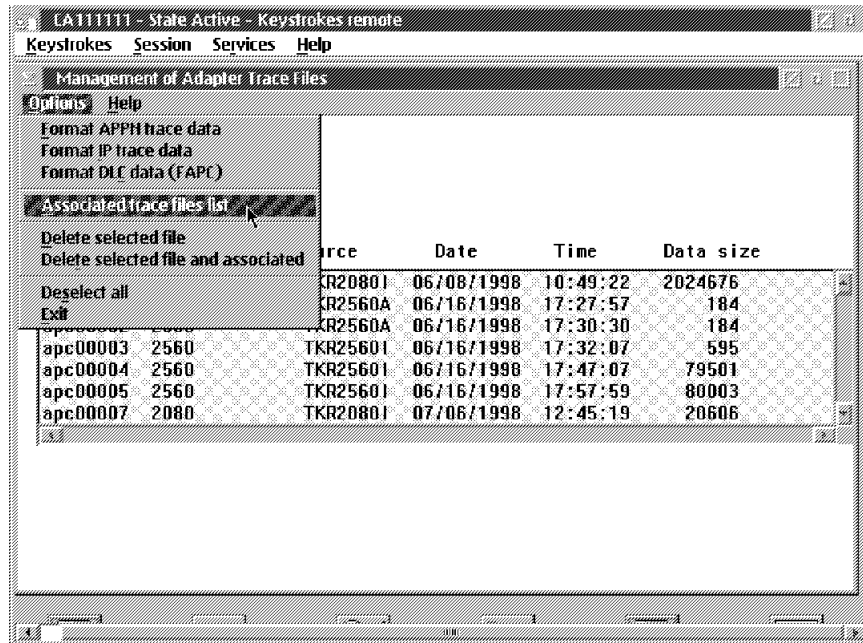 CA111111 - State Active - Keystrokes remote
Keystrokes Session Services Help
Management of Adapter Trace Files
Options Help
Format APPN trace data
Format IP trace data
Format DLC data (FAPC)
Associated trace files list
Delete selected file
Delete selected file and associated
Deselect all
Exit
urce Date Time Data size
KR2080I 06/08/1998 10:49:22 2024676
KR2560A 06/16/1998 17:27:57 184
KR2560A 06/16/1998 17:30:30 184
apc00003 2560 TKR2560I 06/16/1998 17:32:07 595
apc00004 2560 TKR2560I 06/16/1998 17:47:07 79501
apc00005 2560 TKR2560I 06/16/1998 17:57:59 80003
apc00007 2080 TKR2080I 07/06/1998 12:45:19 20606